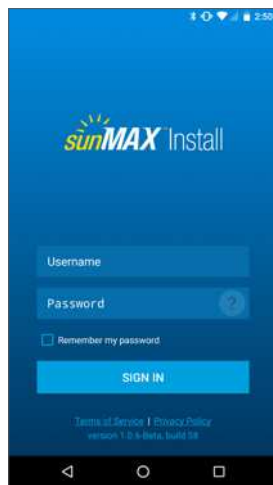 2:50
sunMAX Install
Username
Password
?
Remember my password
SIGN IN
Terms of Service | Privacy Policy
version 1.0.6-Beta, build 58